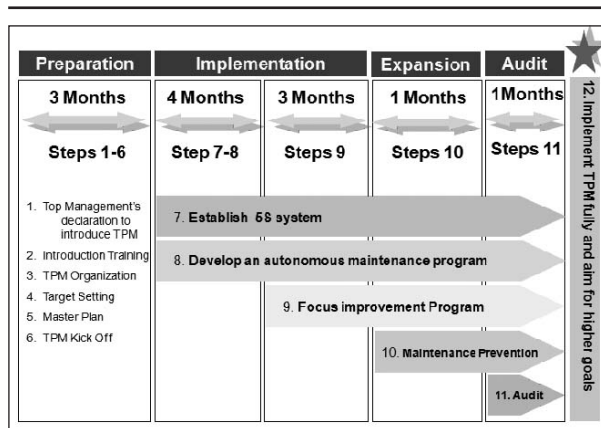 Preparation
Implementation
Expansion
Audit
3 Months
4 Months
3 Months
1 Months
1Months
Steps 1-6
Step 7-8
Steps 9
Steps 10
Steps 11
1. Top Management's
declaration to
introduce TPM
2. Introduction Training
3. TPM Organization
4. Target Setting
5. Master Plan
6. TPM Kick Off
7. Establish 5S system
8. Develop an autonomous maintenance program
9. Focus improvement Program
10. Maintenance Prevention
11. Audit
12. Implement TPM fully and aim for higher goals